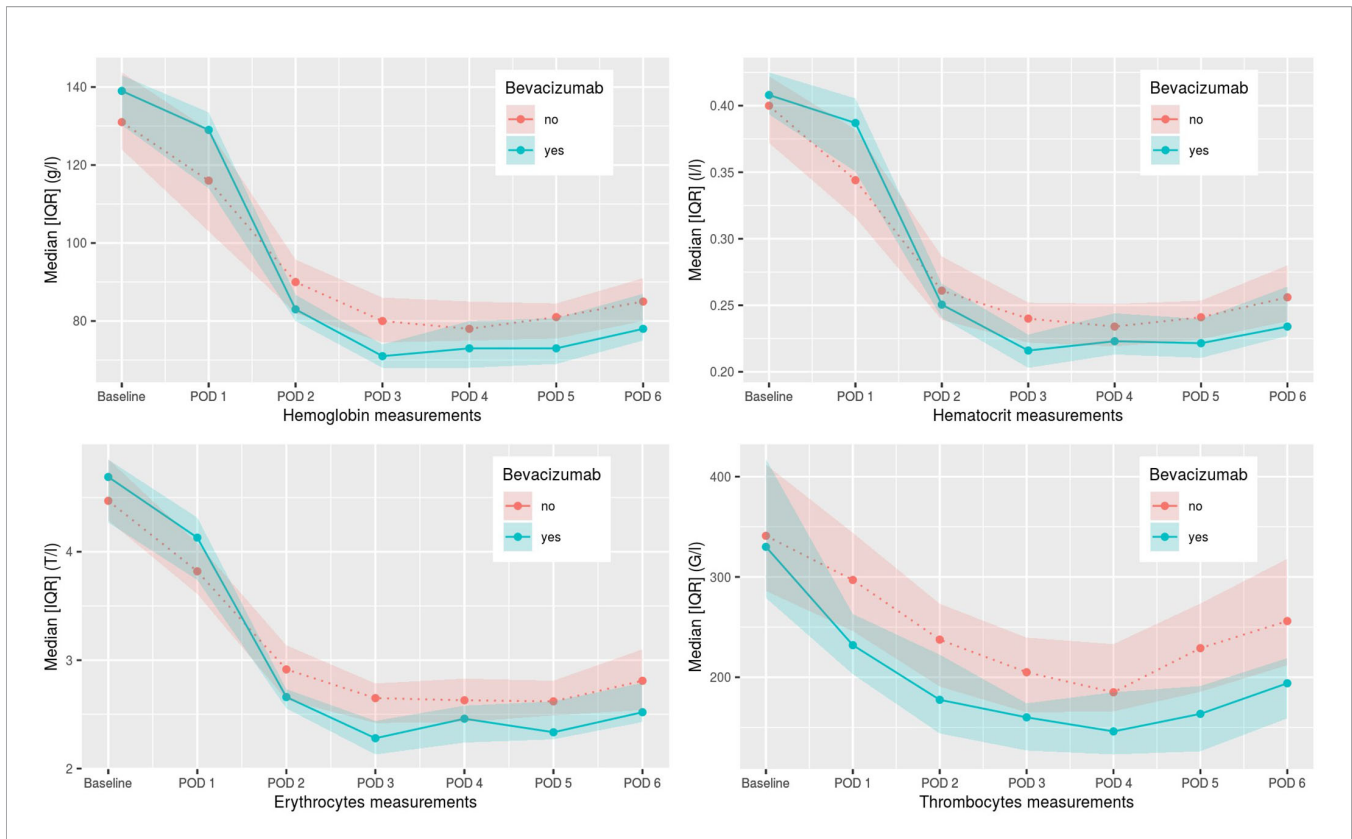 Median [IQR] (g/l)
140
120
100
80
Bevacizumab
no
yes
Baseline POD 1 POD 2 POD 3 POD 4 POD 5 POD 6
Hemoglobin measurements
Median [IQR] (l/l)
0.40
0.35
0.30
0.25
0.20
Bevacizumab
no
yes
Baseline POD 1 POD 2 POD 3 POD 4 POD 5 POD 6
Hematocrit measurements
Median [IQR] (T/l)
4
3
2
Bevacizumab
no
yes
Baseline POD 1 POD 2 POD 3 POD 4 POD 5 POD 6
Erythrocytes measurements
Median [IQR] (G/l)
400
300
200
Bevacizumab
no
yes
Baseline POD 1 POD 2 POD 3 POD 4 POD 5 POD 6
Thrombocytes measurements